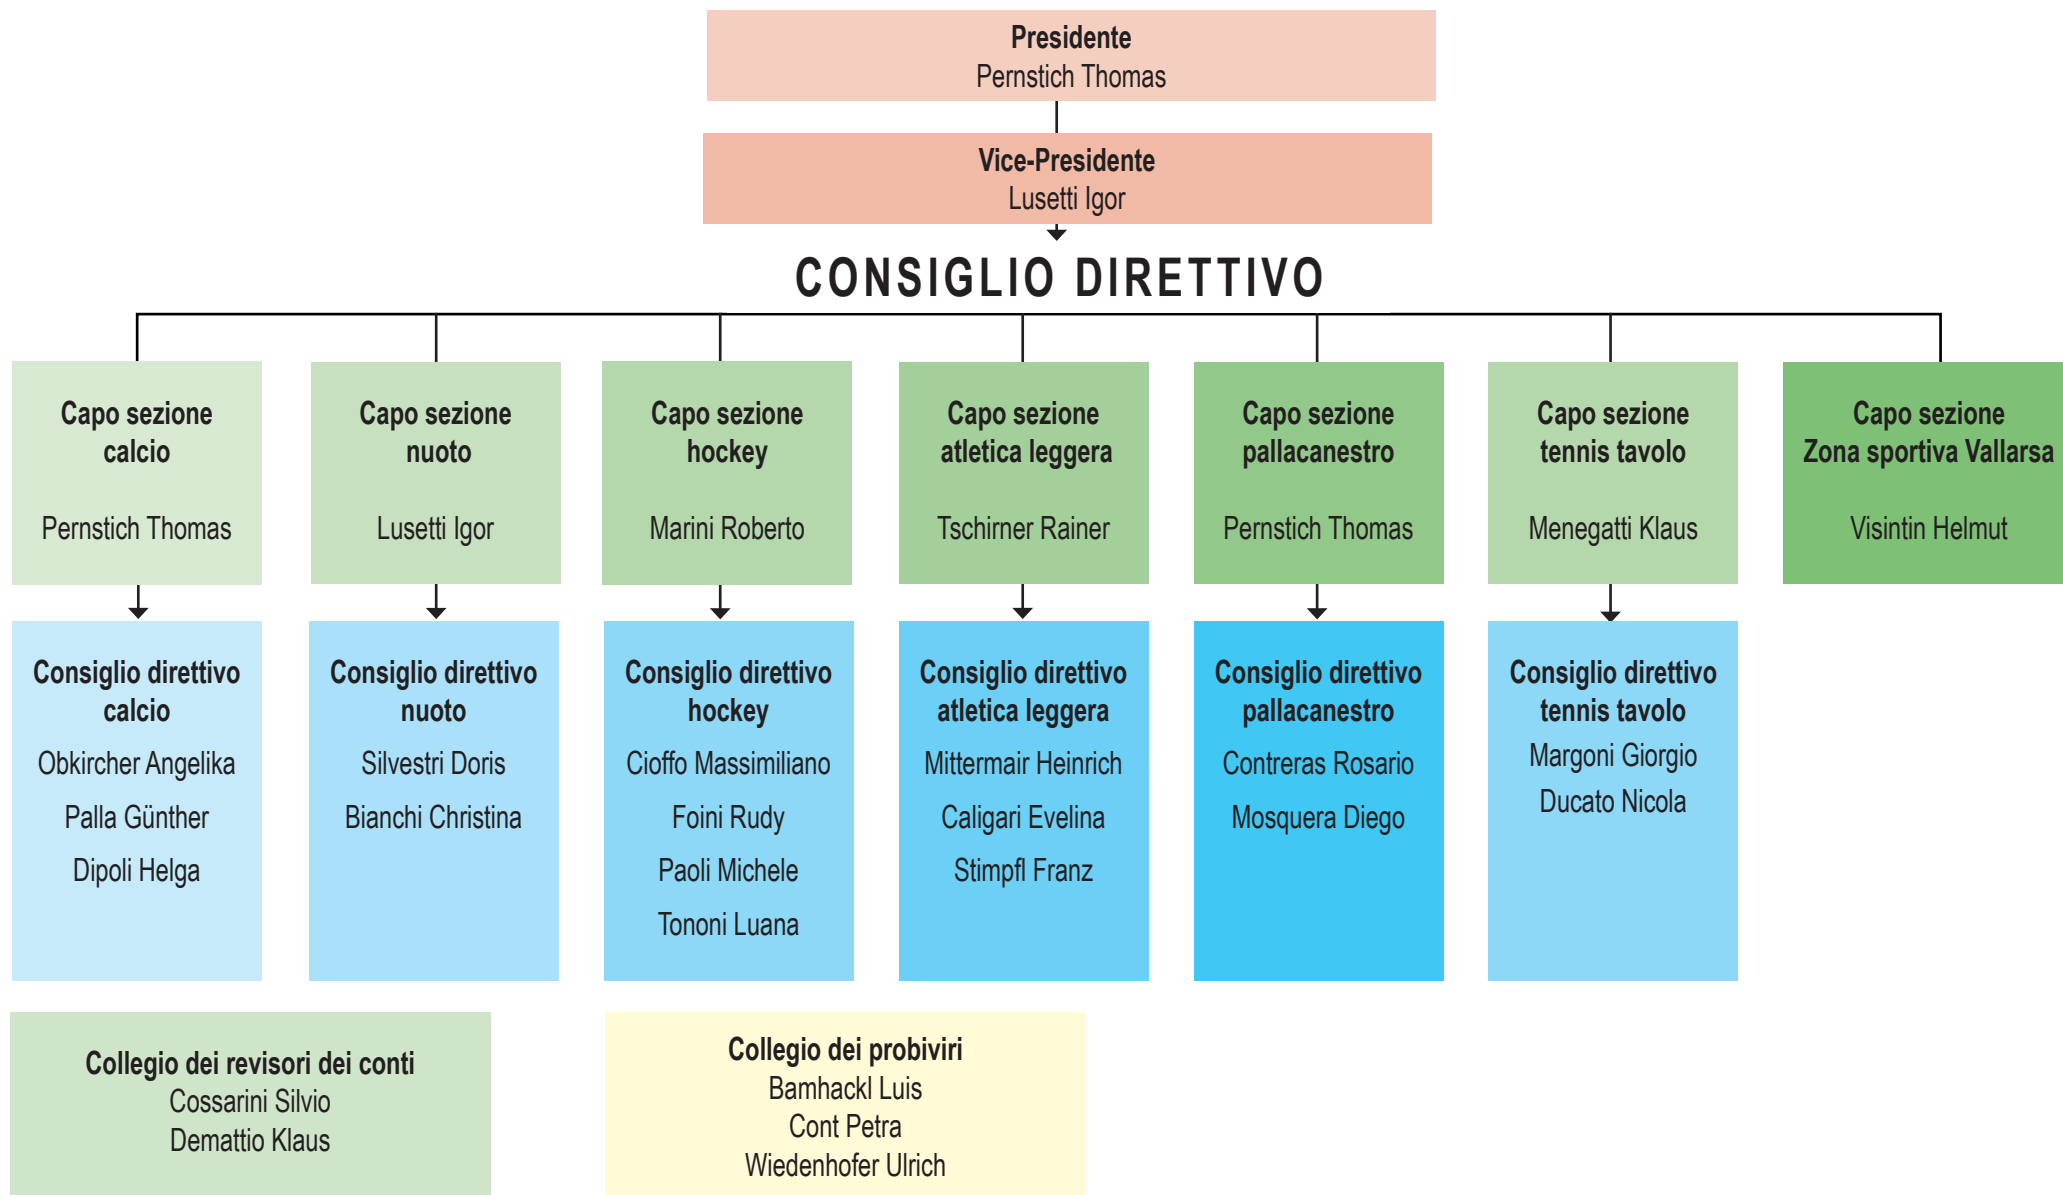 Presidente
Pernstich Thomas
Vice-Presidente
Lusetti Igor
CONSIGLIO DIRETTIVO
Capo sezione
calcio
Pernstich Thomas
Capo sezione
nuoto
Lusetti Igor
Capo sezione
hockey
Marini Roberto
Capo sezione
atletica leggera
Tschirner Rainer
Capo sezione
pallacanestro
Pernstich Thomas
Capo sezione
tennis tavolo
Menegatti Klaus
Capo sezione
Zona sportiva Vallarsa
Visintin Helmut
Consiglio direttivo
calcio
Obkircher Angelika
Palla Günther
Dipoli Helga
Consiglio direttivo
nuoto
Silvestri Doris
Bianchi Christina
Consiglio direttivo
hockey
Cioffo Massimiliano
Foini Rudy
Paoli Michele
Tononi Luana
Consiglio direttivo
atletica leggera
Mittermair Heinrich
Caligari Evelina
Stimpfl Franz
Consiglio direttivo
pallacanestro
Contreras Rosario
Mosquera Diego
Consiglio direttivo
tennis tavolo
Margoni Giorgio
Ducato Nicola
Collegio dei revisori dei conti
Cossarini Silvio
Demattio Klaus
Collegio dei probiviri
Bamhackl Luis
Cont Petra
Wiedenhofer Ulrich